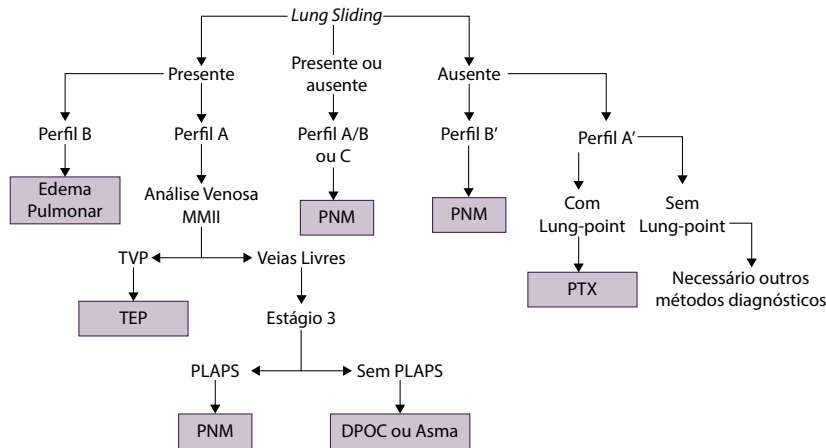 Lung Sliding
Presente
Presente ou
ausente
Ausente
Perfil B
Perfil A
Perfil A/B
ou C
Perfil B’
Perfil A’
Edema
Pulmonar
Análise Venosa
MMII
PNM
PNM
Com
Lung-point
Sem
Lung-point
TVP
Veias Livres
PTX
Necessário outros
métodos diagnósticos
TEP
Estágio 3
PLAPS
Sem PLAPS
PNM
DPOC ou Asma